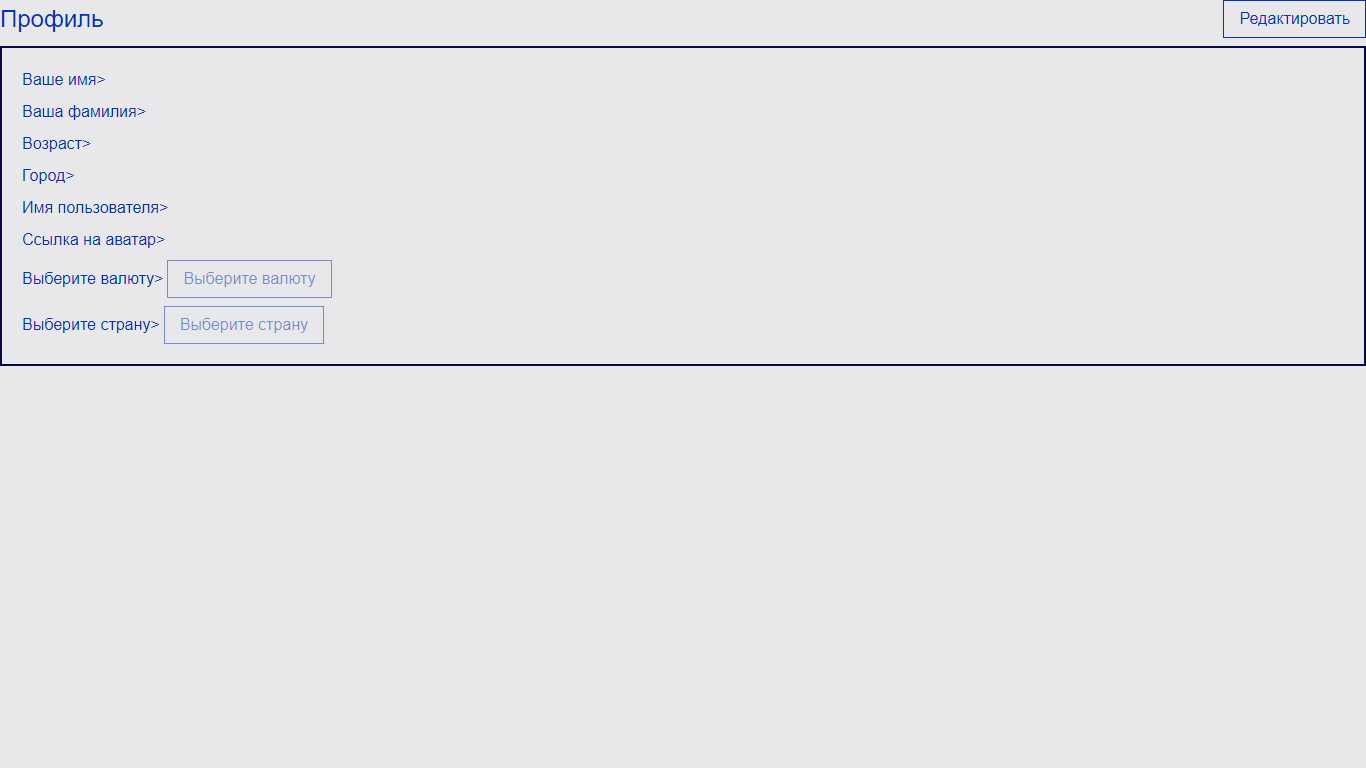 Профиль
Редактировать
Ваше имя>
Ваша фамилия>
Возраст>
Город>
Имя пользователя>
Ссылка на аватар>
Выберите валюту> Выберите валюту
Выберите страну> Выберите страну